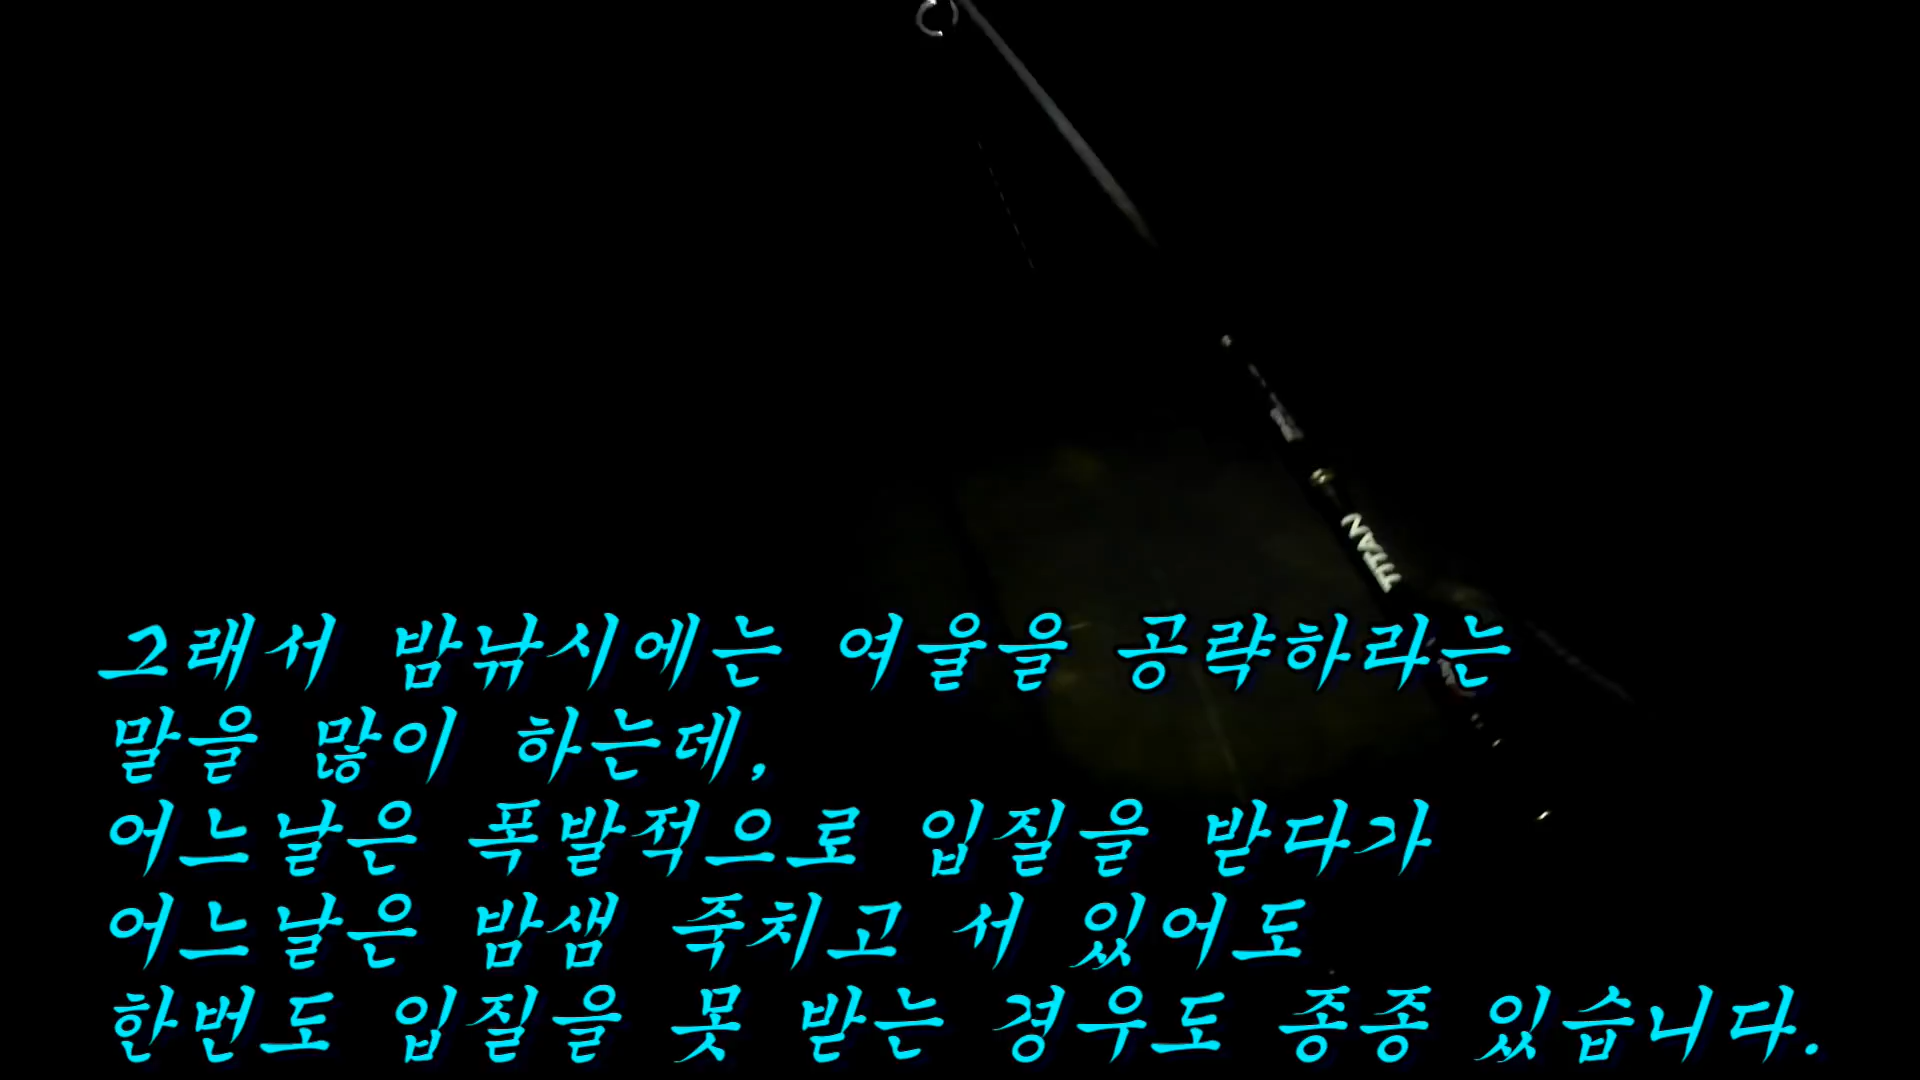 TITAN
그래서 밤낚시에는 여울을 공략하라는
말을 많이 하는데,
어느날은 폭발적으로 입질을 받다가
어느날은 밤샘 죽치고 서 있어도
한번도 입질을 못 받는 경우도 종종 있습니다.